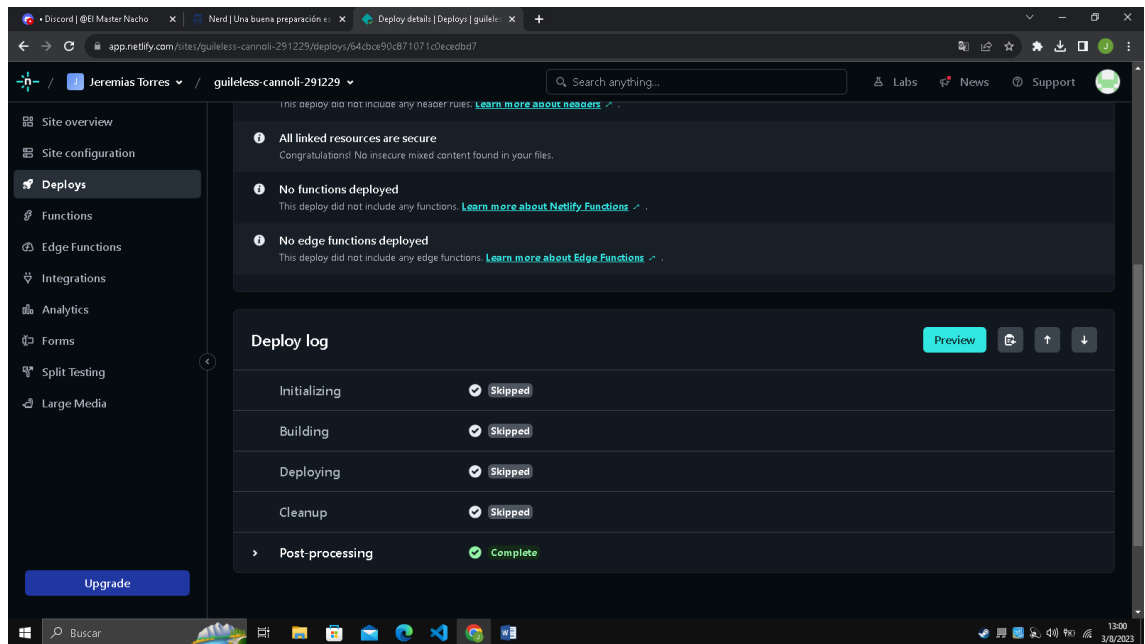 • Discord | @El Master Nacho
Nerd | Una buena preparación es
Deploy details | Deploys | guileles
app.netlify.com/sites/guileless-cannoli-291229/deploys/64cbce90c871071c0ecedbd7
J
/ J Jeremias Torres / guileless-cannoli-291229
Search anything...
Labs
News
Support
Site overview
Site configuration
Deploys
Functions
Edge Functions
Integrations
Analytics
Forms
Split Testing
Large Media
Upgrade
This deploy did not include any header rules. Learn more about headers ↗ .
All linked resources are secure
Congratulations! No insecure mixed content found in your files.
No functions deployed
This deploy did not include any functions. Learn more about Netlify Functions ↗ .
No edge functions deployed
This deploy did not include any edge functions. Learn more about Edge Functions ↗ .
Deploy log
Preview
Initializing Skipped
Building Skipped
Deploying Skipped
Cleanup Skipped
Post-processing Complete
Buscar
13:00
3/8/2023